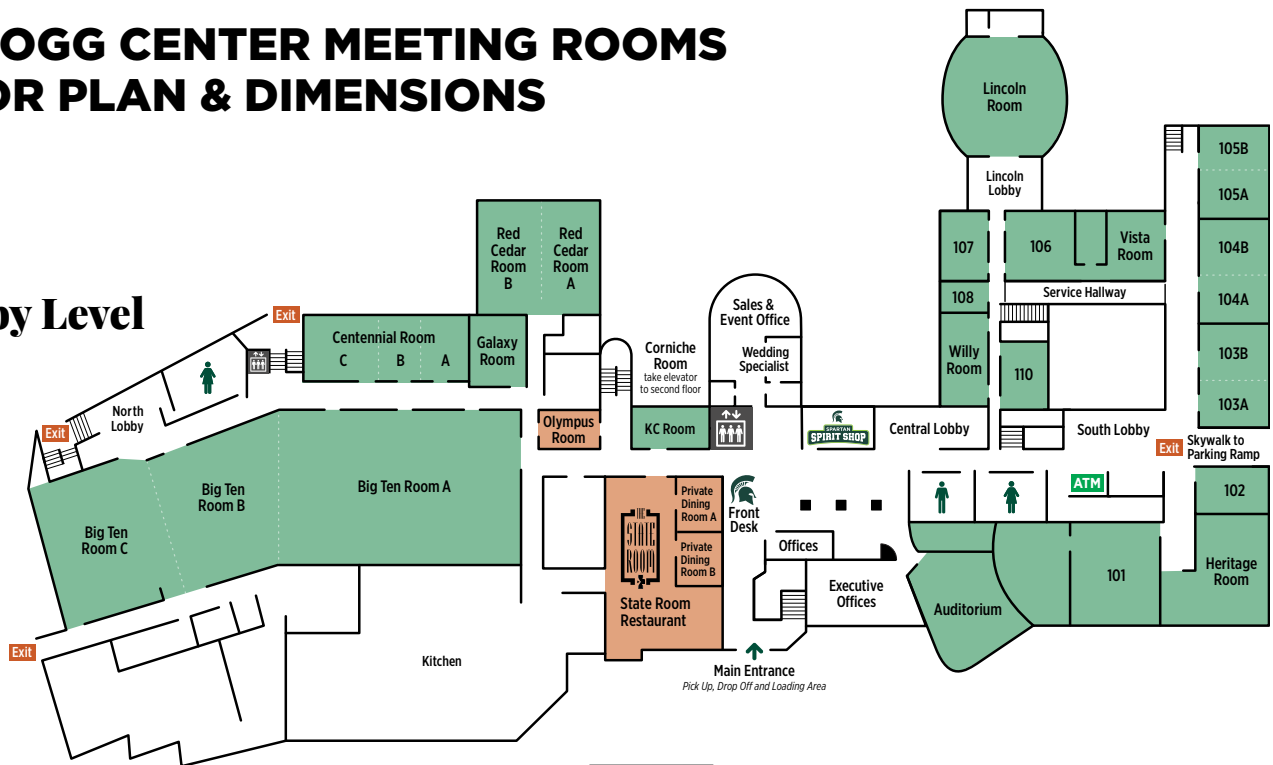 OGG CENTER MEETING ROOMS
OR PLAN & DIMENSIONS
by Level
Lincoln
Room
Lincoln
Lobby
105B
105A
104B
104A
103B
103A
107
106
Vista
Room
108
Service Hallway
Willy
Room
110
Red
Cedar
Room
B
Red
Cedar
Room
A
Sales &
Event Office
Wedding
Specialist
Exit
Centennial Room
C
B
A
Galaxy
Room
Corniche
Room
take elevator
to second floor
North
Lobby
Exit
Olympus
Room
KC Room
SPARTAN
SPIRIT SHOP
Central Lobby
South Lobby
Exit
Skywalk to
Parking Ramp
Big Ten
Room C
Big Ten
Room B
Big Ten Room A
THE
STATE
ROOM
Private
Dining
Room A
Private
Dining
Room B
State Room
Restaurant
Front
Desk
Offices
Executive
Offices
ATM
102
Auditorium
101
Heritage
Room
Exit
Kitchen
Main Entrance
Pick Up, Drop Off and Loading Area